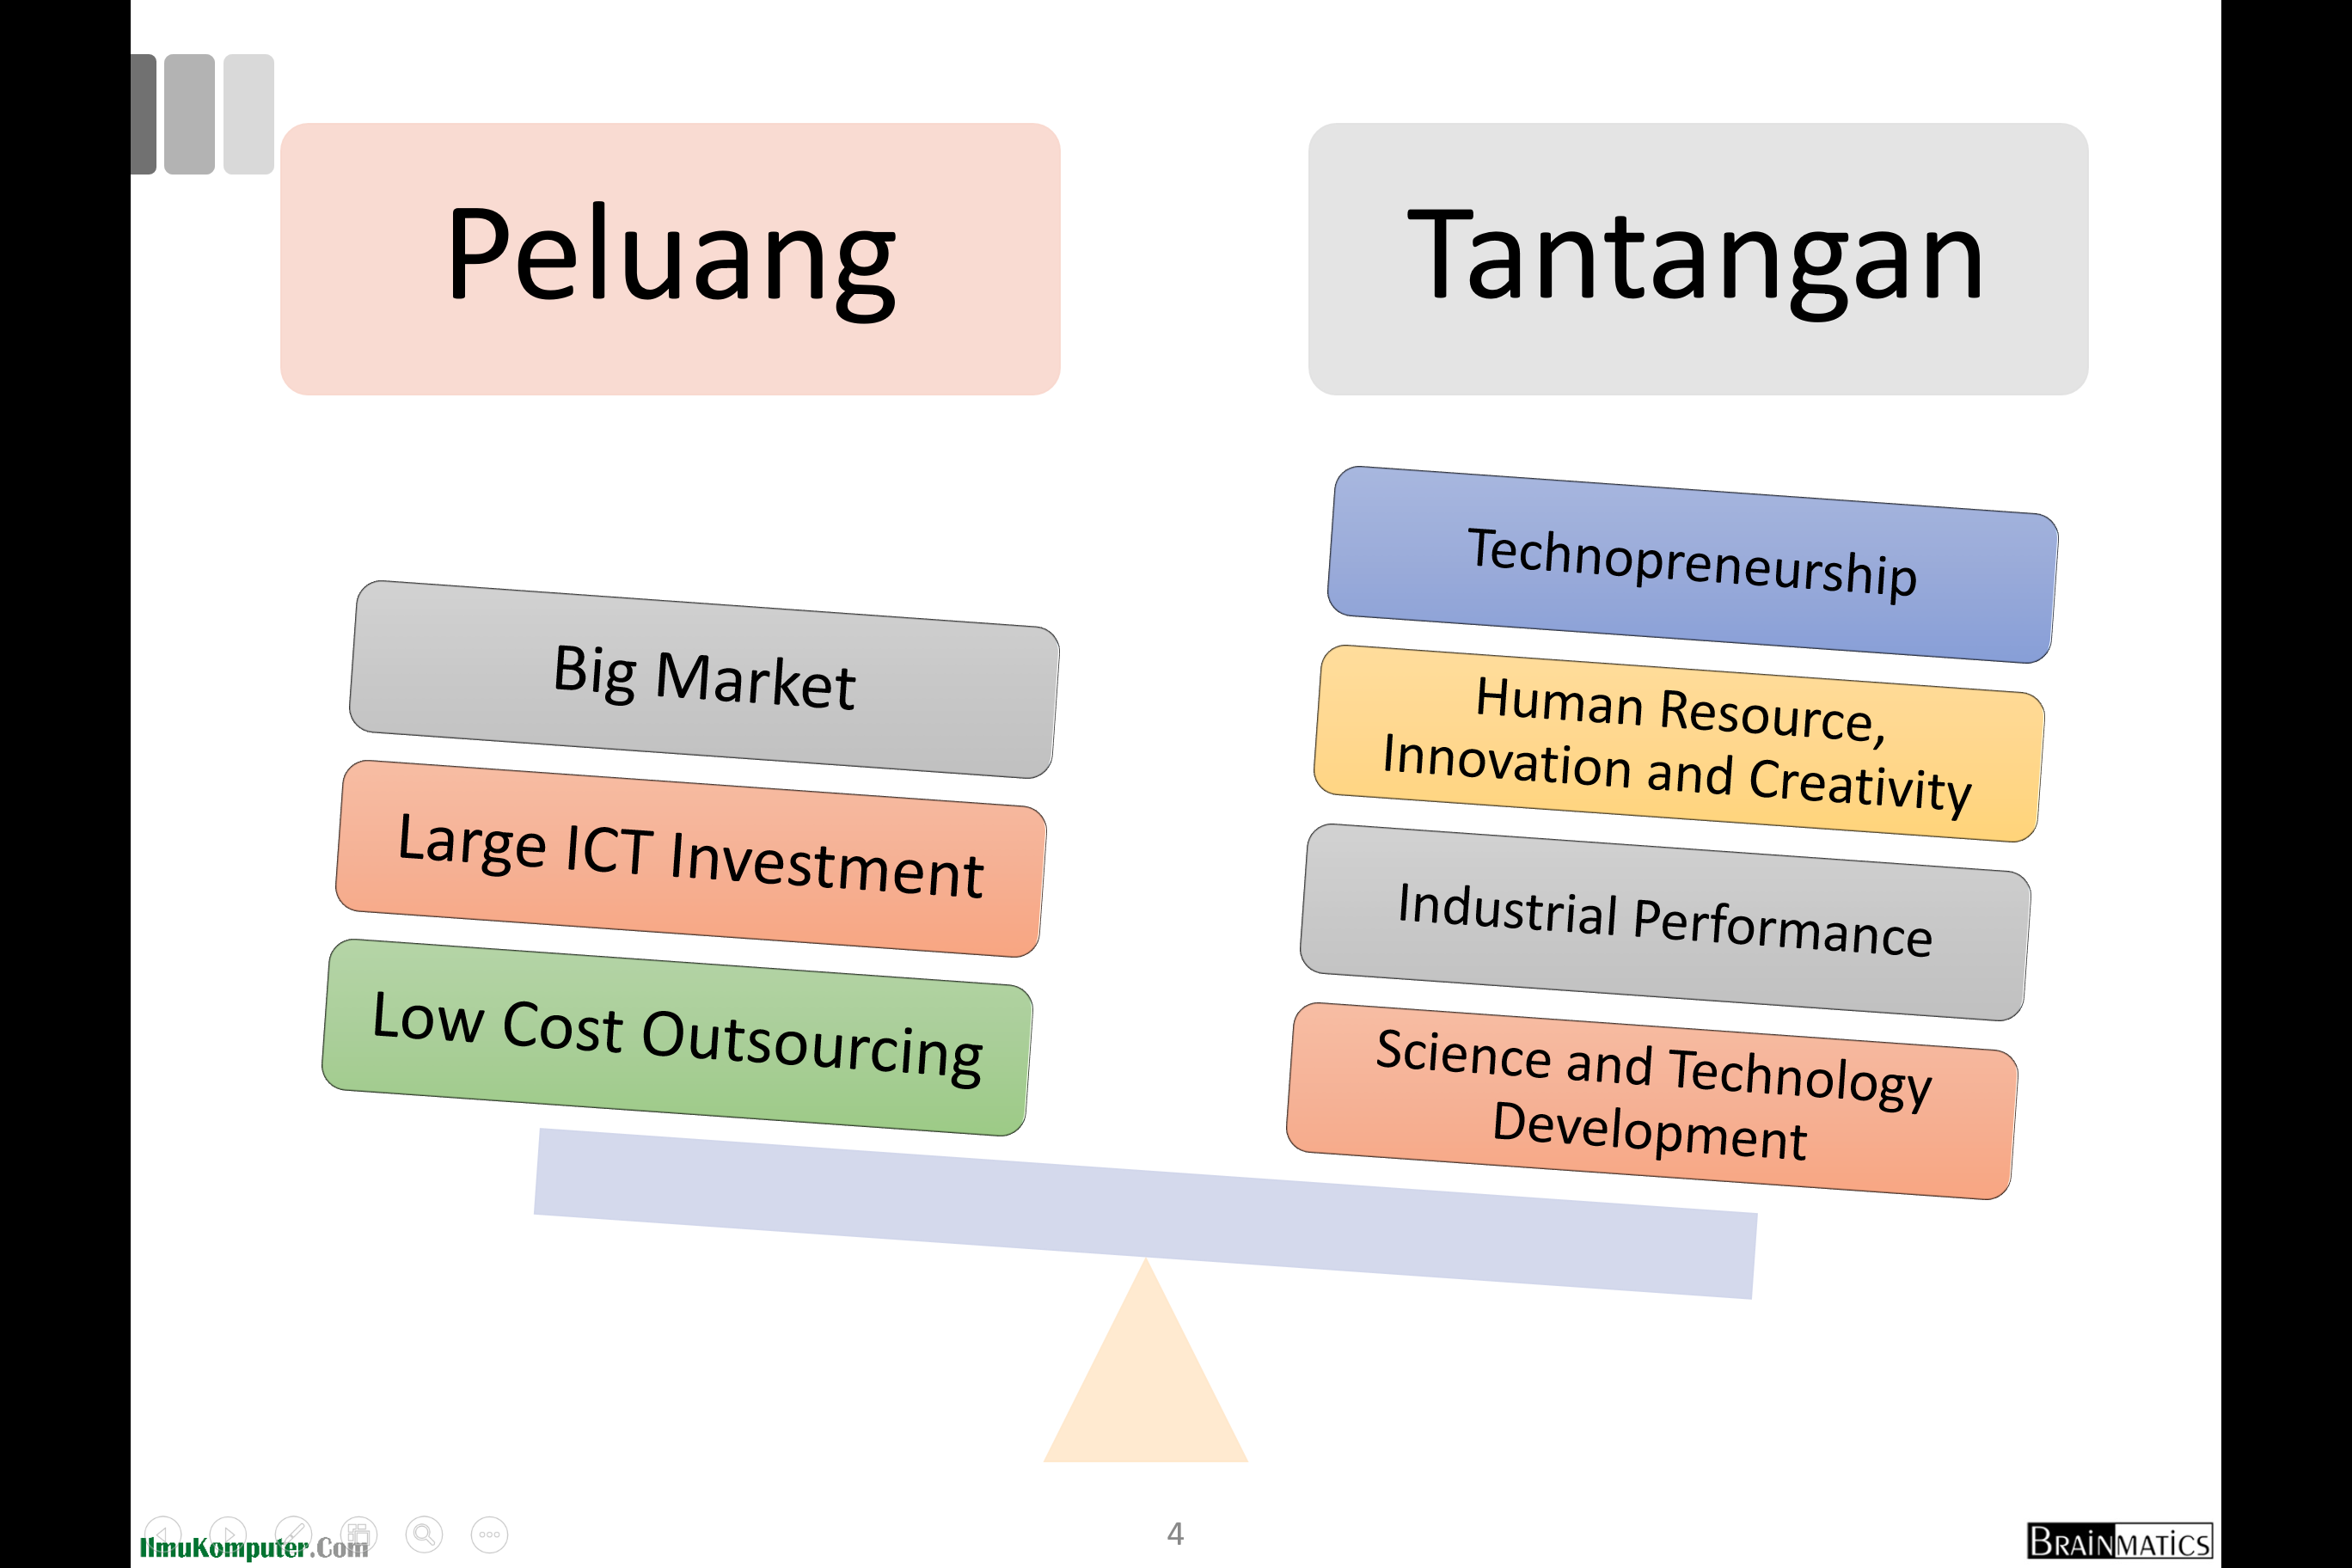 Peluang
Tantangan
Big Market
Large ICT Investment
Low Cost Outsourcing
Technopreneurship
Human Resource,
Innovation and Creativity
Industrial Performance
Science and Technology
Development
IlmuKomputer.Com
4
BRAINMATICS